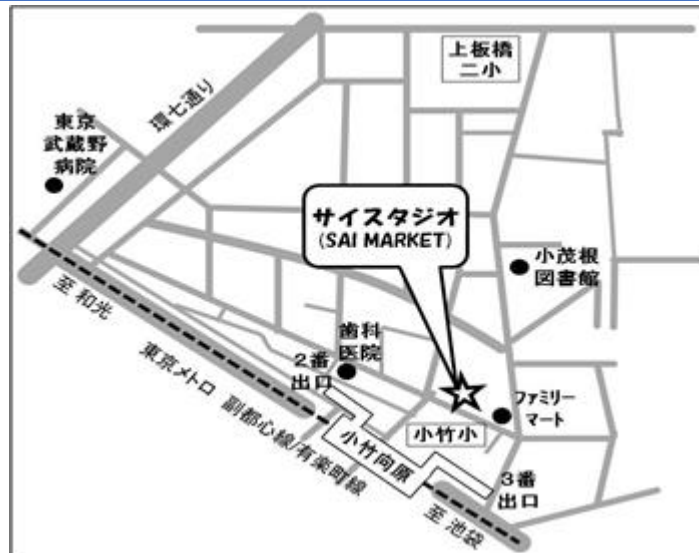 上板橋
二小
環七通り
東京
武蔵野
病院
サイスタジオ
(SAI MARKET)
小茂根
図書館
至 和光
歯科
医院
2番
出口
東京メトロ 副都心線/有楽町線
ファミリー
マート
小竹小
小竹向原
3番
出口
至 池袋